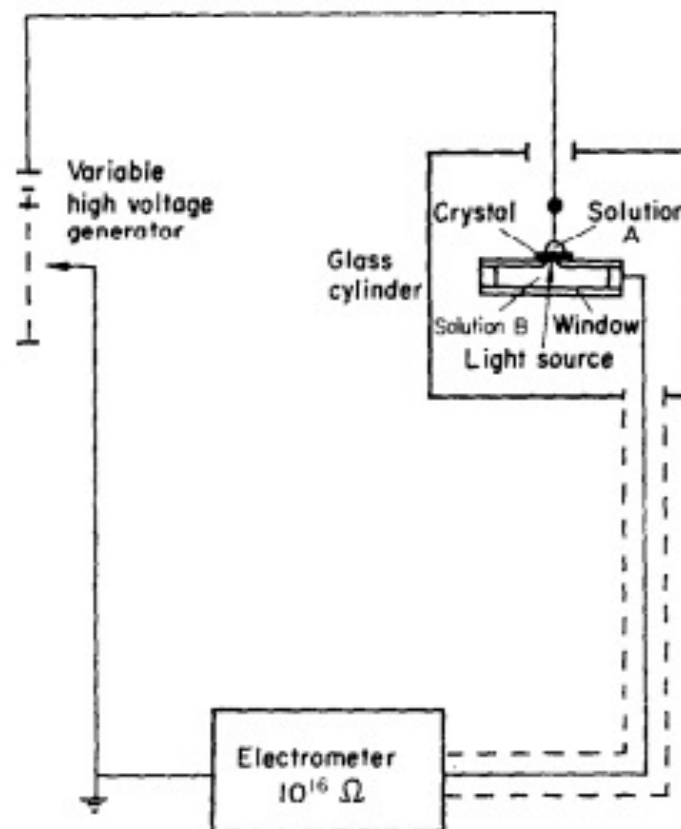 Variable
high voltage
generator
Crystal
Solution
A
Glass
cylinder
Solution B
Window
Light source
Electrometer
10¹⁶ Ω